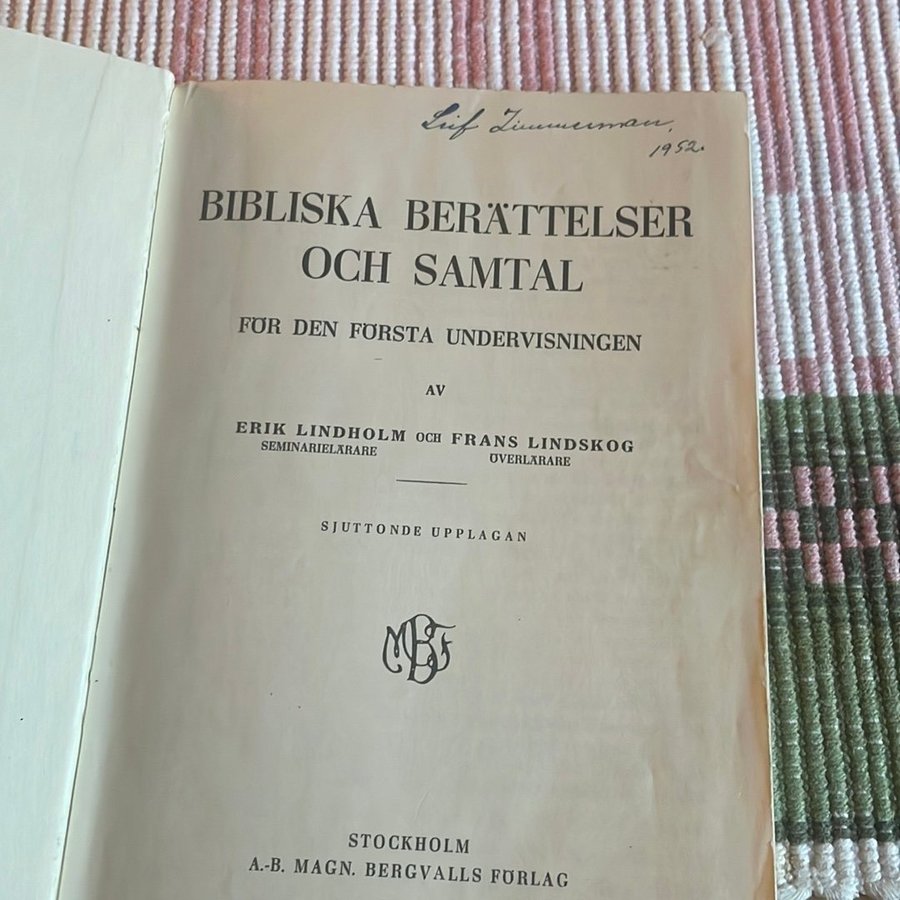 Leif Zimmerman.
1952.
BIBLISKA BERÄTTELSER
OCH SAMTAL
FÖR DEN FÖRSTA UNDERVISNINGEN
AV
ERIK LINDHOLM OCH FRANS LINDSKOG
SEMINARIELÄRARE ÖVERLÄRARE
SJUTTONDE UPPLAGAN
MBF
STOCKHOLM
A.-B. MAGN. BERGVALLS FÖRLAG